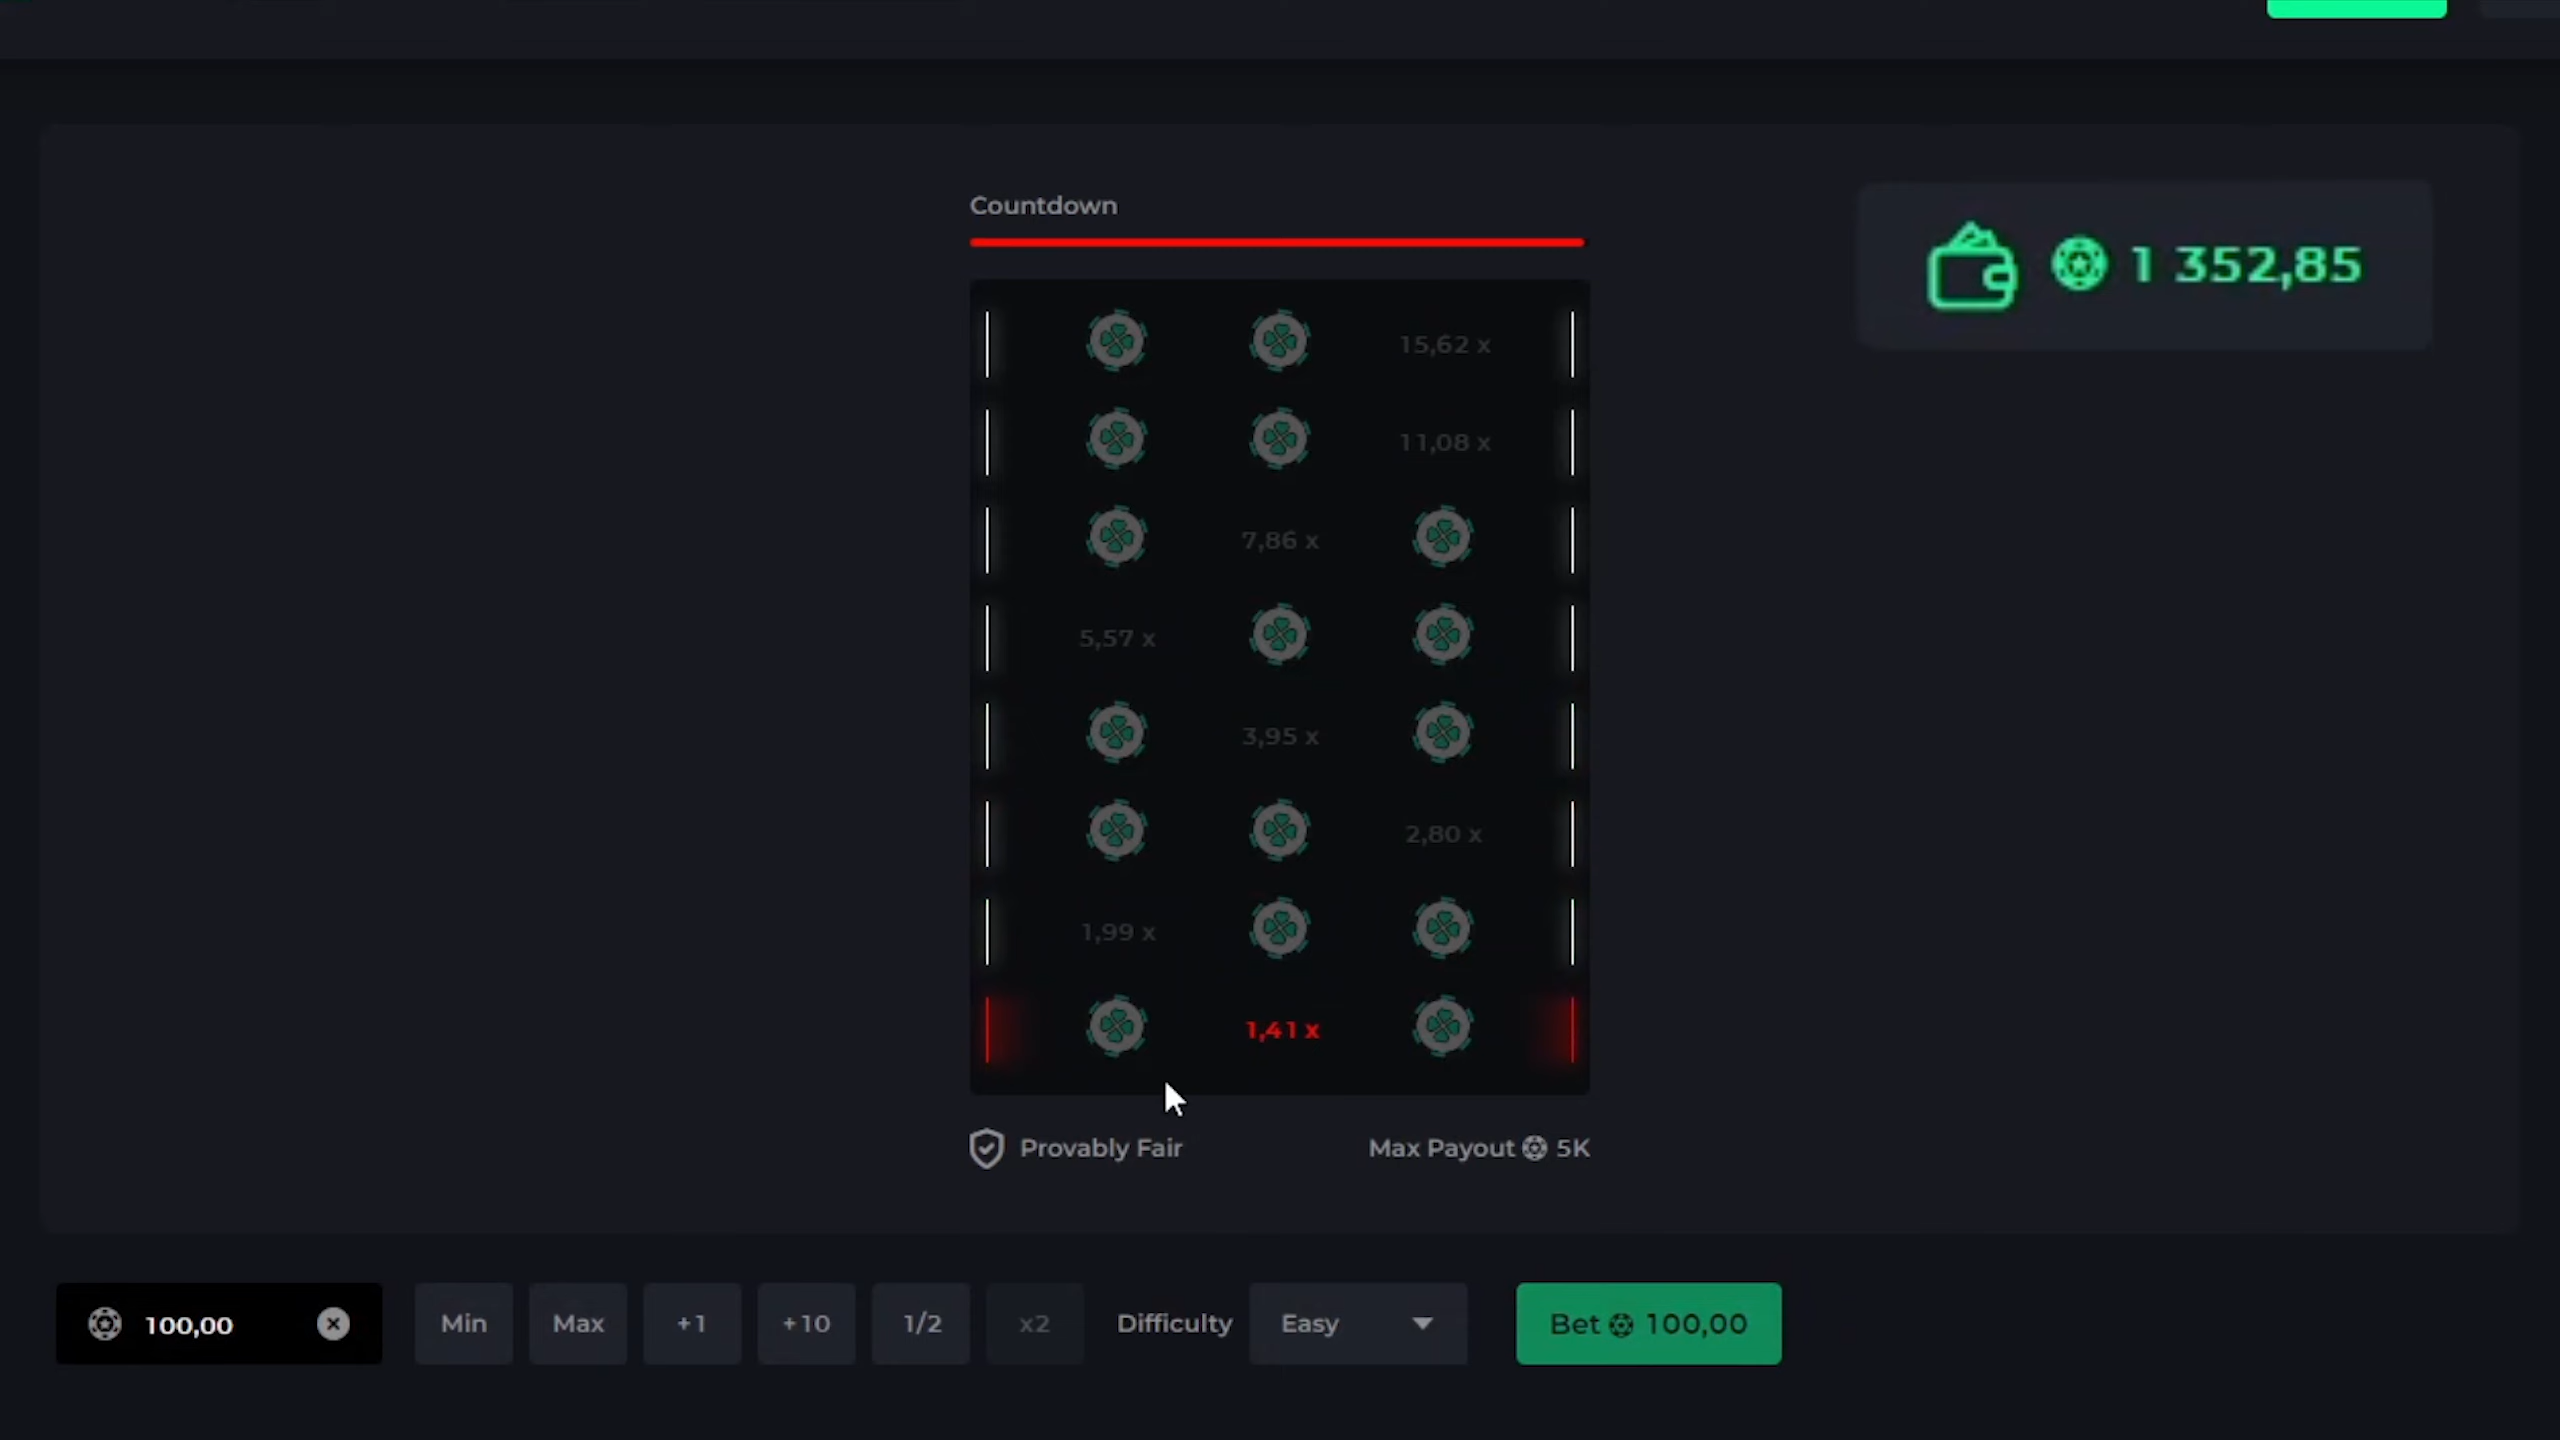 Countdown
1 352,85
15,62 x
11,08 x
7,86 x
5,57 x
3,95 x
2,80 x
1,99 x
1,41 x
Provably Fair Max Payout 5K
100,00 Min Max +1 +10 1/2 x2 Difficulty Easy Bet 100,00